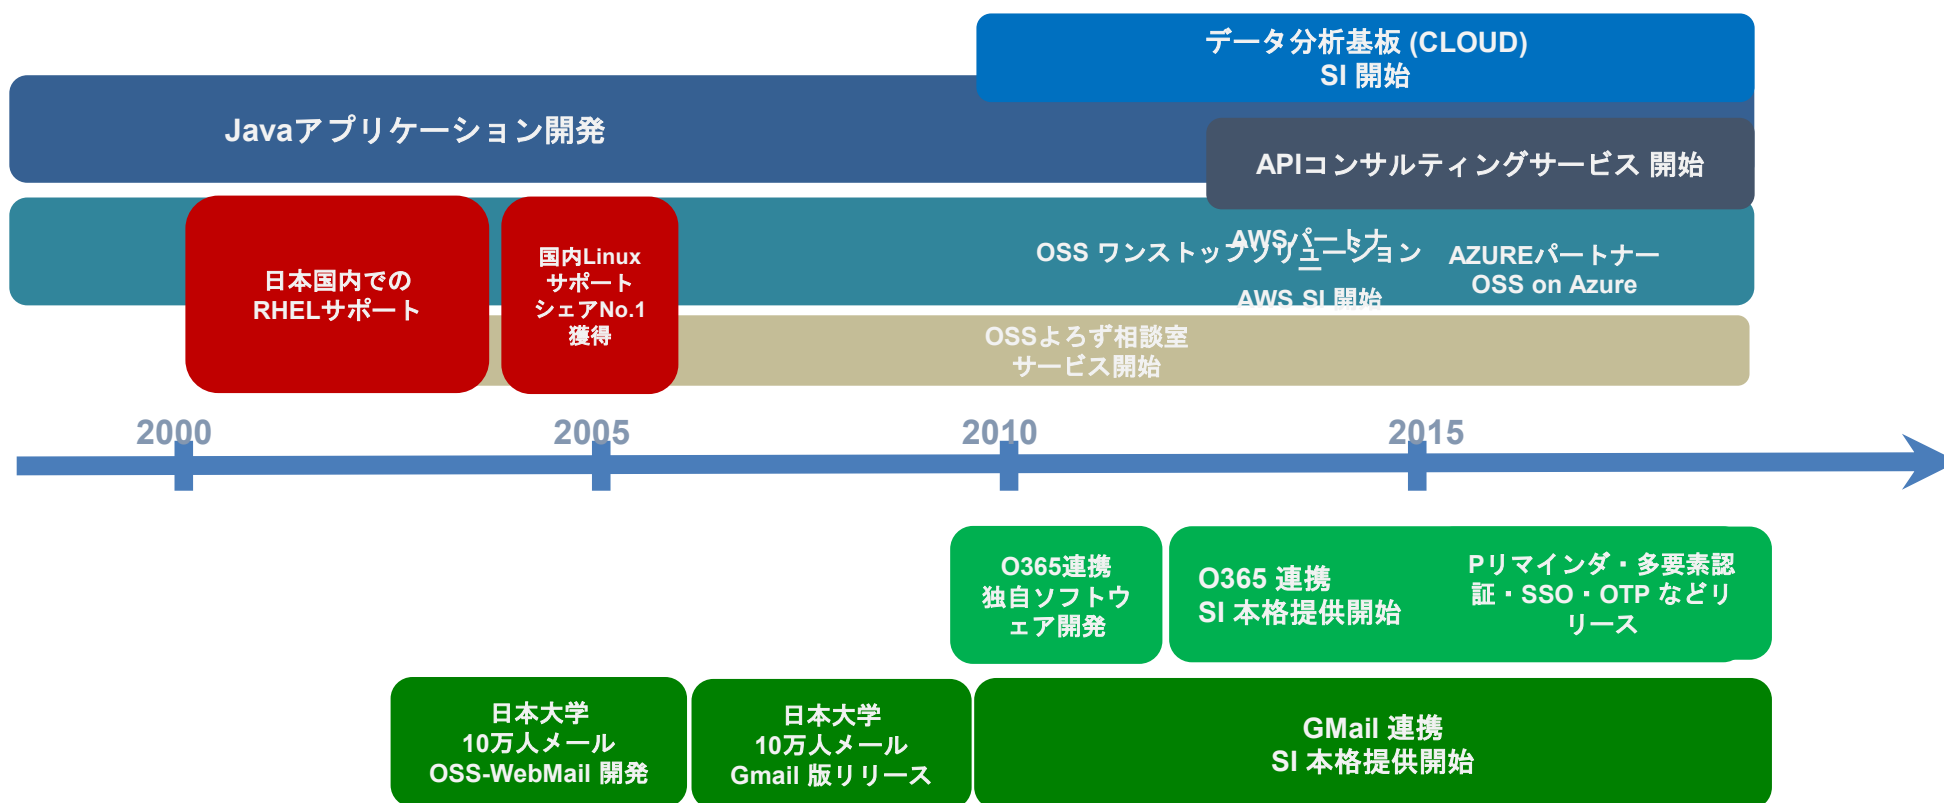 データ分析基板 (CLOUD)
SI 開始
Javaアプリケーション開発
APIコンサルティングサービス 開始
日本国内での
RHELサポート
国内Linux
サポート
シェアNo.1
獲得
OSS ワンストップソリューション
AWSパートナ
ー
AWS SI 開始
AZUREパートナー
OSS on Azure
OSSよろず相談室
サービス開始
2000
2005
2010
2015
O365連携
独自ソフトウ
ェア開発
O365 連携
SI 本格提供開始
Pリマインダ・多要素認
証・SSO・OTP などリ
リース
日本大学
10万人メール
OSS-WebMail 開発
日本大学
10万人メール
Gmail 版リリース
GMail 連携
SI 本格提供開始